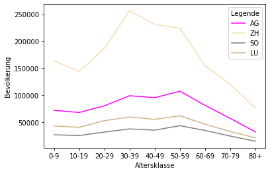 Legende
AG
ZH
SO
LU
250000
200000
150000
100000
50000
Bevölkerung
0-9 10-19 20-29 30-39 40-49 50-59 60-69 70-79 80+
Altersklasse